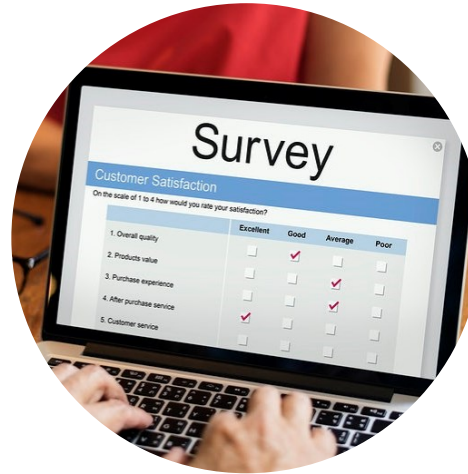 Survey
Customer Satisfaction
On the scale of 1 to 4 how would you rate your satisfaction?
Excellent Good Average Poor
1. Overall quality
2. Products value
3. Purchase experience
4. After purchase service
5. Customer service